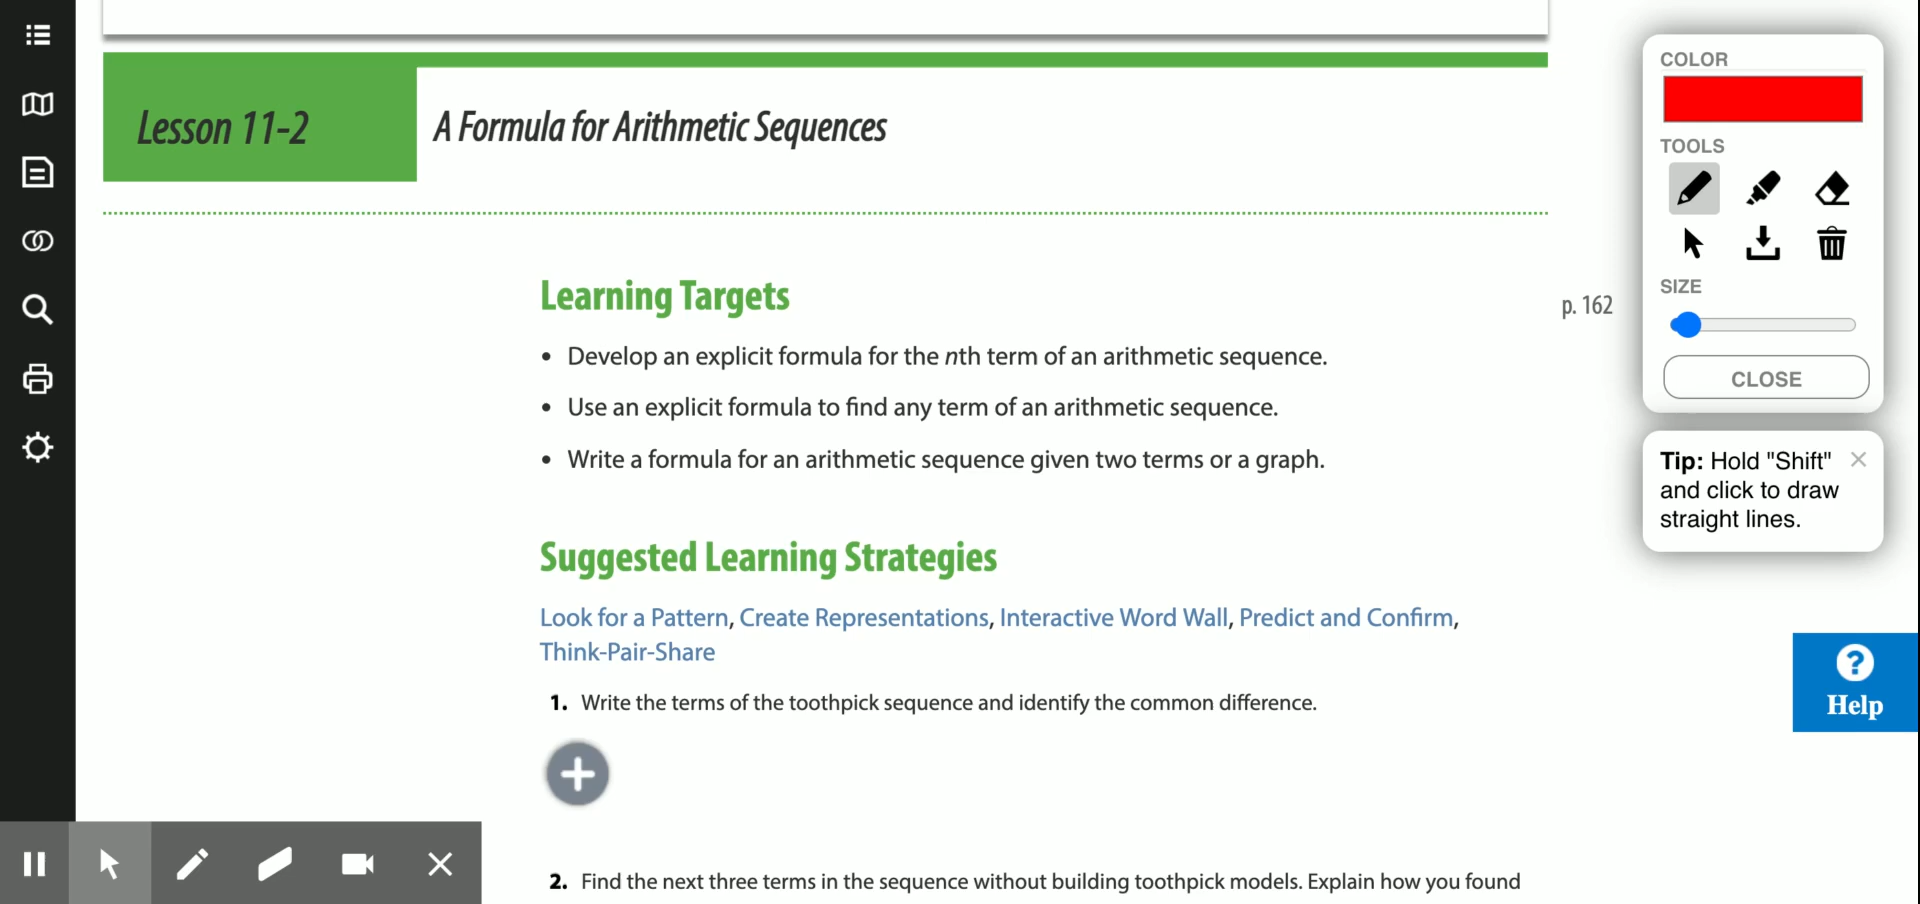 Lesson 11-2
A Formula for Arithmetic Sequences
Learning Targets
p. 162
• Develop an explicit formula for the nth term of an arithmetic sequence.
• Use an explicit formula to find any term of an arithmetic sequence.
• Write a formula for an arithmetic sequence given two terms or a graph.
Suggested Learning Strategies
Look for a Pattern, Create Representations, Interactive Word Wall, Predict and Confirm,
Think-Pair-Share
1. Write the terms of the toothpick sequence and identify the common difference.
2. Find the next three terms in the sequence without building toothpick models. Explain how you found
COLOR
TOOLS
SIZE
CLOSE
Tip: Hold "Shift"
and click to draw
straight lines.
Help